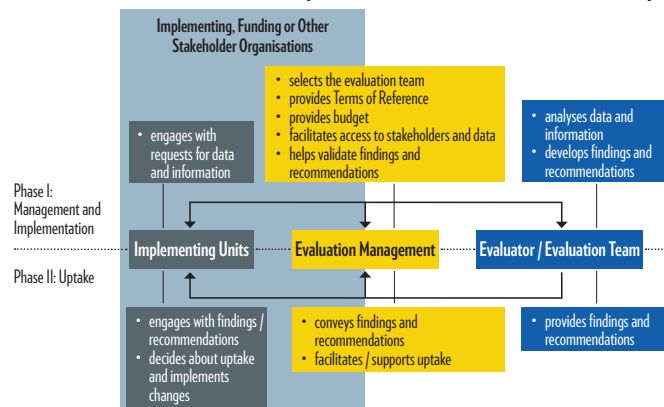 Implementing, Funding or Other
Stakeholder Organisations
• selects the evaluation team
• provides Terms of Reference
• provides budget
• facilitates access to stakeholders and data
• helps validate findings and
recommendations
• engages with
requests for data
and information
• analyses data and
information
• develops findings and
recommendations
Phase I:
Management and
Implementation
Implementing Units
Evaluation Management
Evaluator / Evaluation Team
Phase II: Uptake
• engages with findings /
recommendations
• decides about uptake
and implements
changes
• conveys findings and
recommendations
• facilitates / supports uptake
• provides findings and
recommendations